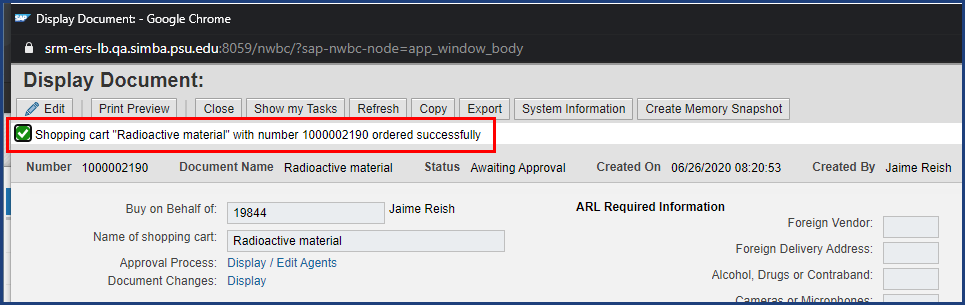 SAP Display Document: - Google Chrome
srm-ers-lb.qa.simba.psu.edu:8059/nwbc/?sap-nwbc-node=app_window_body
Display Document:
Edit Print Preview Close Show my Tasks Refresh Copy Export System Information Create Memory Snapshot
Shopping cart "Radioactive material" with number 1000002190 ordered successfully
Number 1000002190 Document Name Radioactive material Status Awaiting Approval Created On 06/26/2020 08:20:53 Created By Jaime Reish
Buy on Behalf of: 19844 Jaime Reish
Name of shopping cart: Radioactive material
Approval Process: Display / Edit Agents
Document Changes: Display
ARL Required Information
Foreign Vendor:
Foreign Delivery Address:
Alcohol, Drugs or Contraband:
Cameras or Microphones: